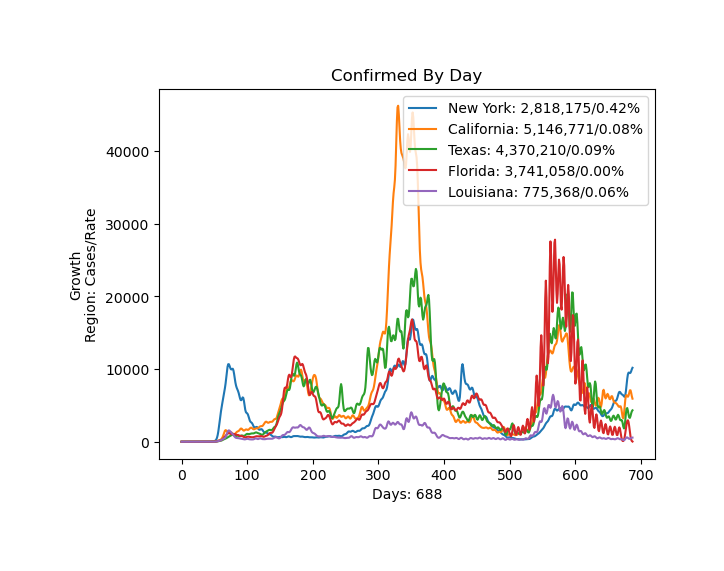 Confirmed By Day
New York: 2,818,175/0.42%
California: 5,146,771/0.08%
Texas: 4,370,210/0.09%
Florida: 3,741,058/0.00%
Louisiana: 775,368/0.06%
Growth
Region: Cases/Rate
40000
30000
20000
10000
0
0 100 200 300 400 500 600 700
Days: 688